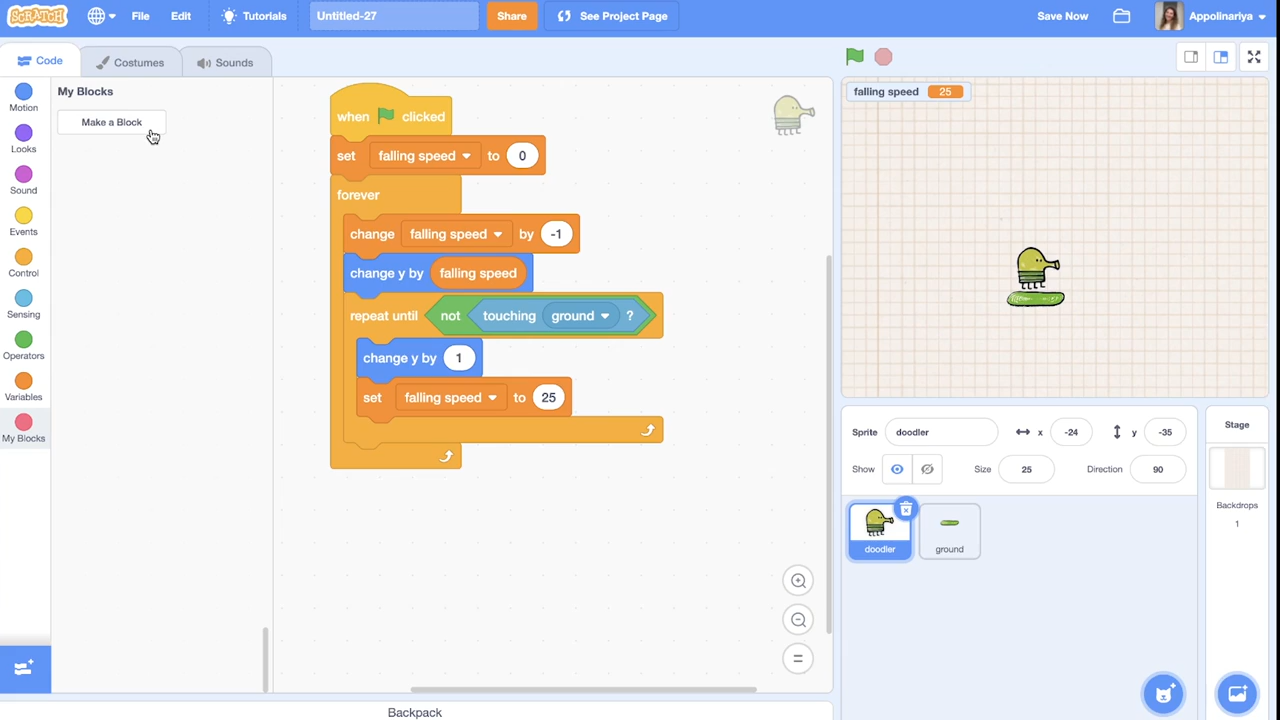 SCRATCH
File
Edit
Tutorials
Untitled-27
Share
See Project Page
Save Now
Appolinariya
Code
Costumes
Sounds
Motion
Looks
Sound
Events
Control
Sensing
Operators
Variables
My Blocks
My Blocks
Make a Block
when clicked
set falling speed to 0
forever
change falling speed by -1
change y by falling speed
repeat until not touching ground ?
change y by 1
set falling speed to 25
Backpack
falling speed 25
Sprite doodler x -24 y -35
Show Size 25 Direction 90
doodler
ground
Stage
Backdrops
1